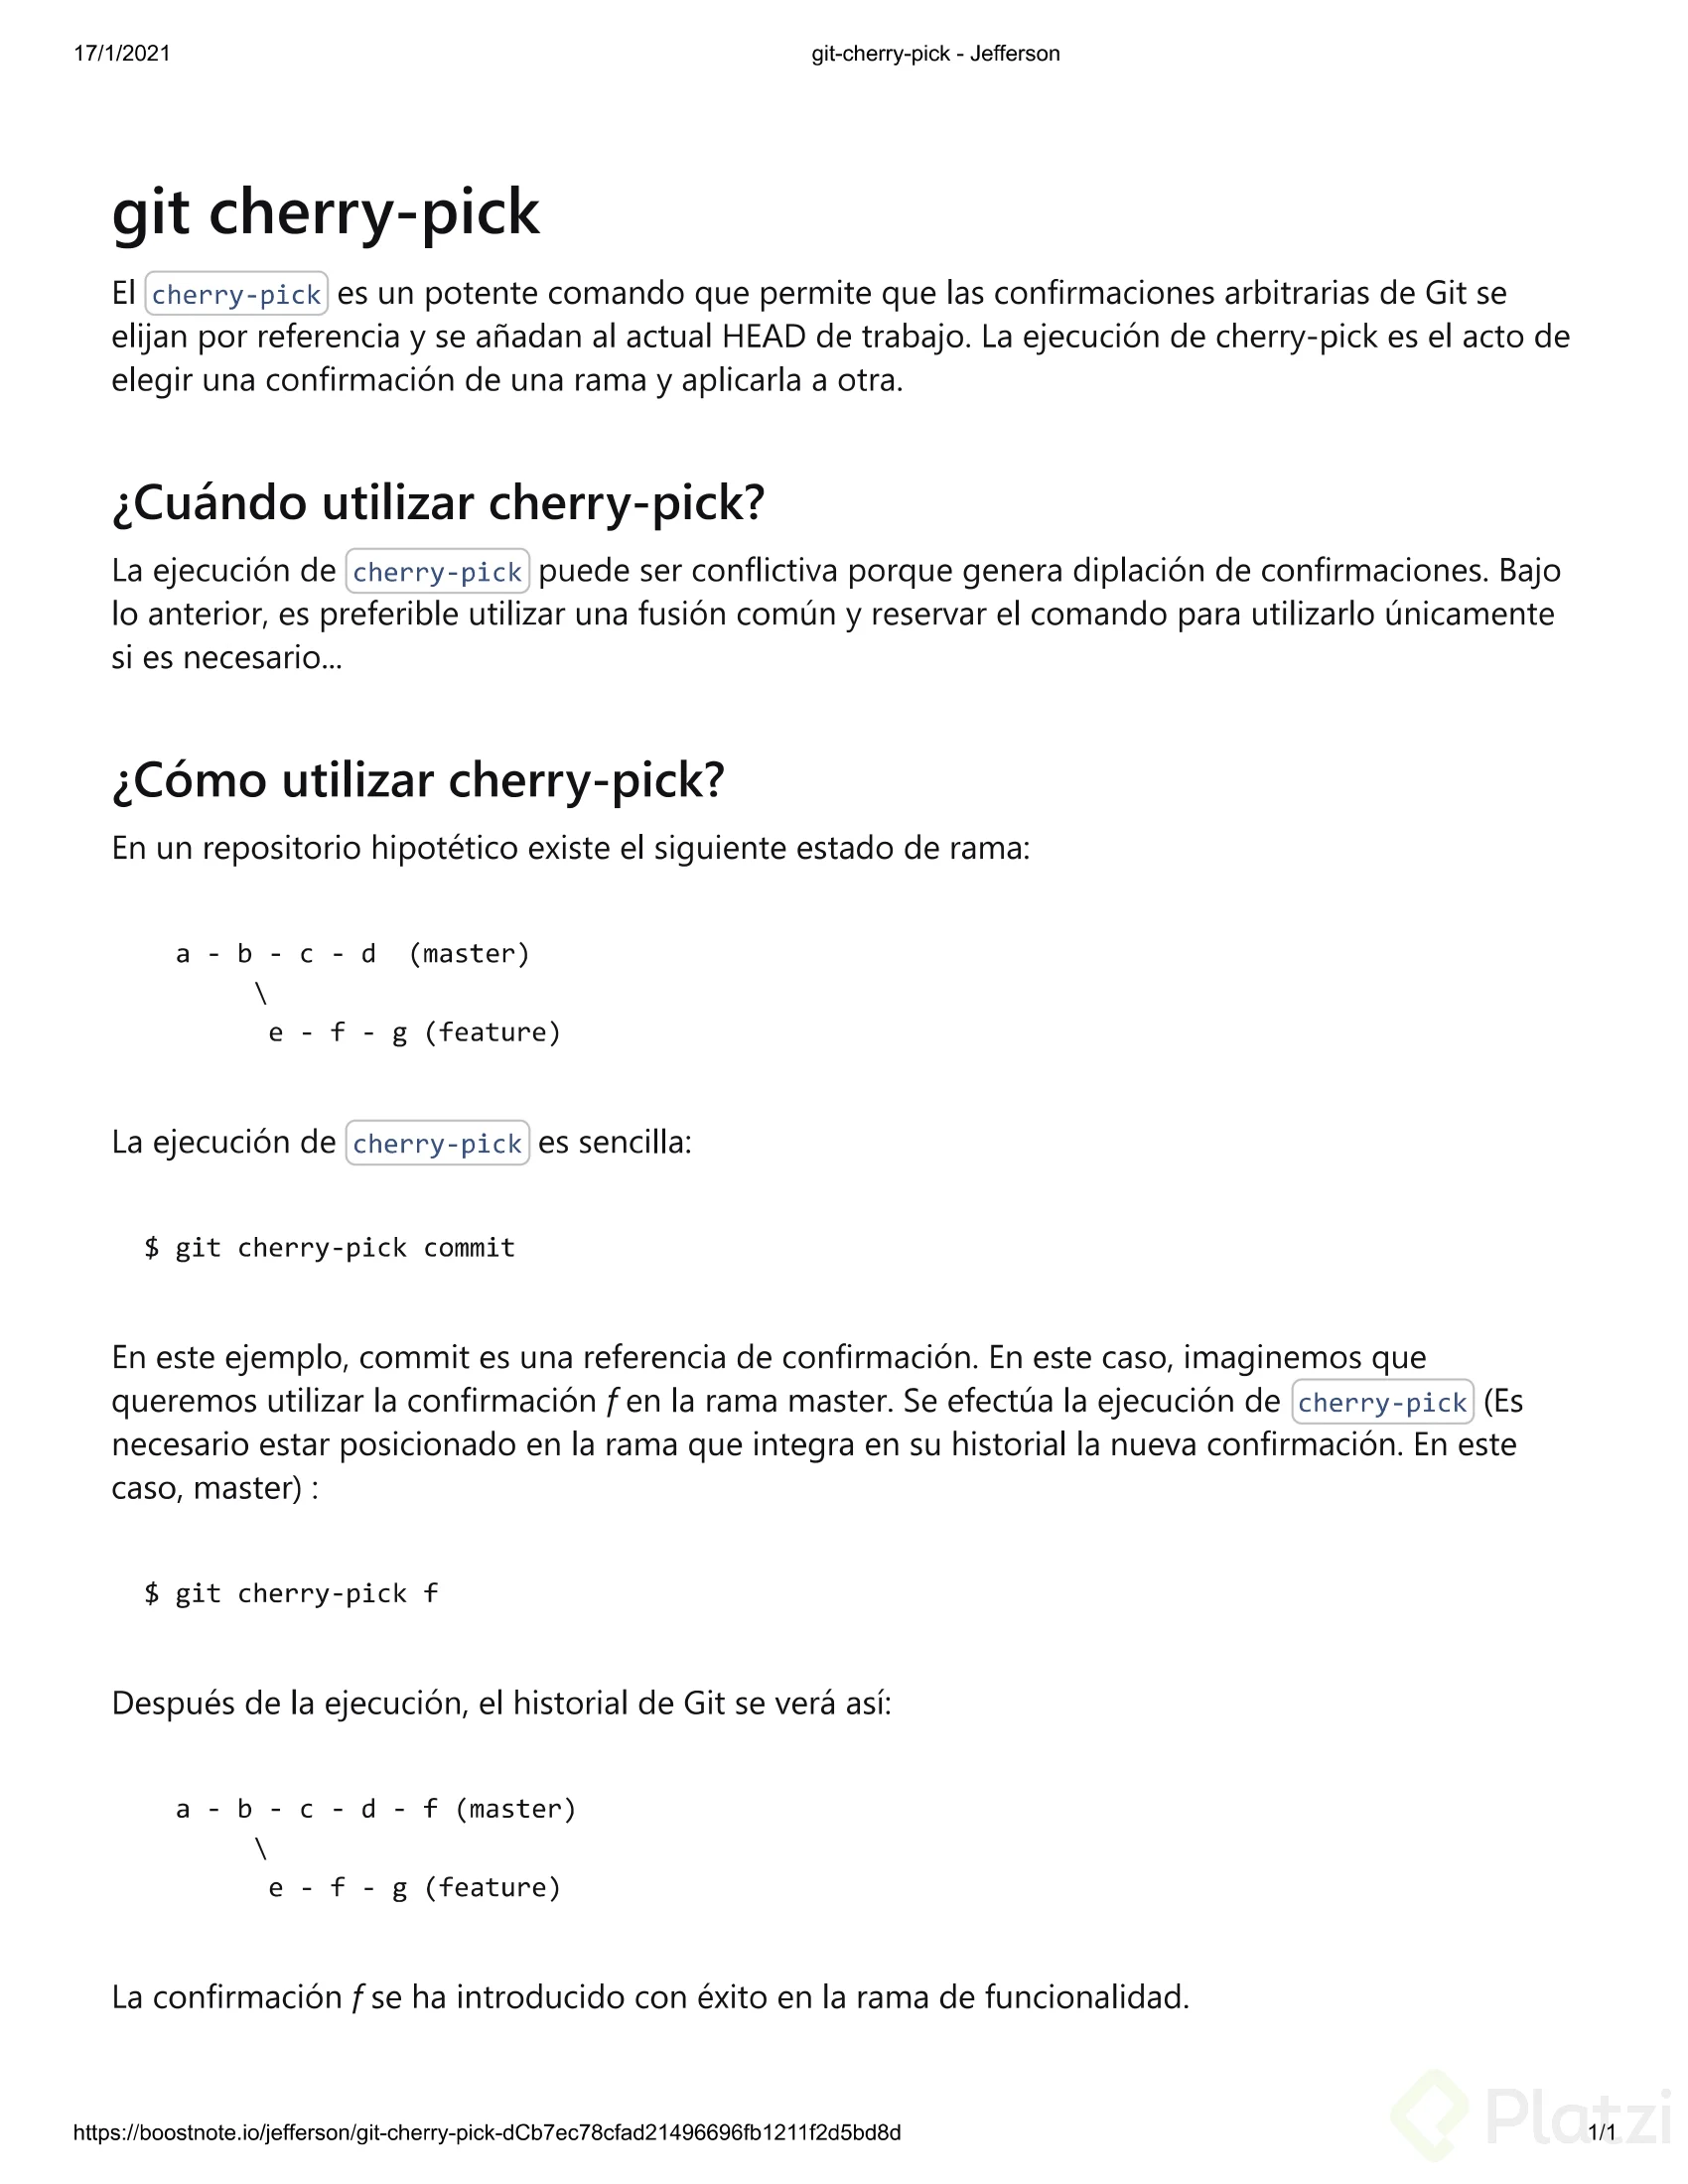 17/1/2021 git-cherry-pick - Jefferson
git cherry-pick
El cherry-pick es un potente comando que permite que las confirmaciones arbitrarias de Git se
elijan por referencia y se añadan al actual HEAD de trabajo. La ejecución de cherry-pick es el acto de
elegir una confirmación de una rama y aplicarla a otra.
¿Cuándo utilizar cherry-pick?
La ejecución de cherry-pick puede ser conflictiva porque genera diplación de confirmaciones. Bajo
lo anterior, es preferible utilizar una fusión común y reservar el comando para utilizarlo únicamente
si es necesario...
¿Cómo utilizar cherry-pick?
En un repositorio hipotético existe el siguiente estado de rama:
a - b - c - d  (master)
\
e - f - g (feature)
La ejecución de cherry-pick es sencilla:
$ git cherry-pick commit
En este ejemplo, commit es una referencia de confirmación. En este caso, imaginemos que
queremos utilizar la confirmación f en la rama master. Se efectúa la ejecución de cherry-pick (Es
necesario estar posicionado en la rama que integra en su historial la nueva confirmación. En este
caso, master) :
$ git cherry-pick f
Después de la ejecución, el historial de Git se verá así:
a - b - c - d - f (master)
\
e - f - g (feature)
La confirmación f se ha introducido con éxito en la rama de funcionalidad.
Platzi
https://boostnote.io/jefferson/git-cherry-pick-dCb7ec78cfad21496696fb1211f2d5bd8d 1/1